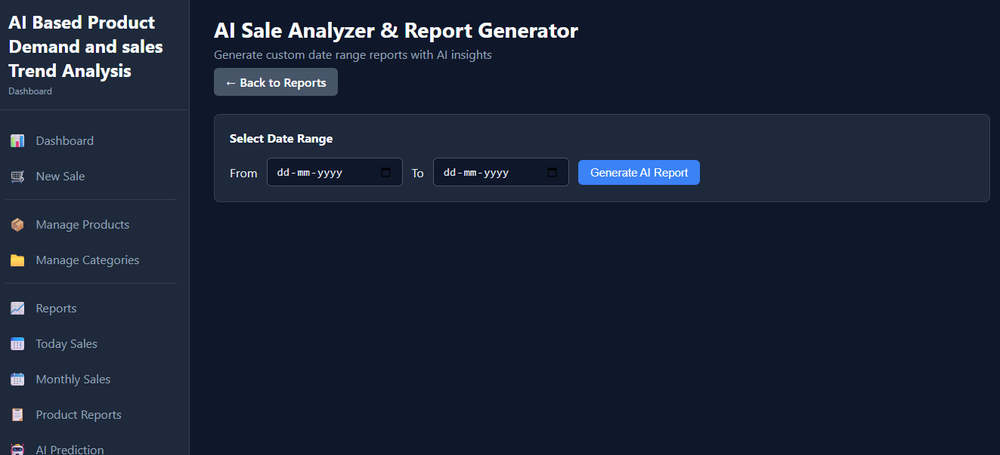 AI Based Product
Demand and sales
Trend Analysis
Dashboard
Dashboard
New Sale
Manage Products
Manage Categories
Reports
Today Sales
Monthly Sales
Product Reports
AI Prediction
AI Sale Analyzer & Report Generator
Generate custom date range reports with AI insights
← Back to Reports
Select Date Range
From dd-mm-yyyy To dd-mm-yyyy Generate AI Report